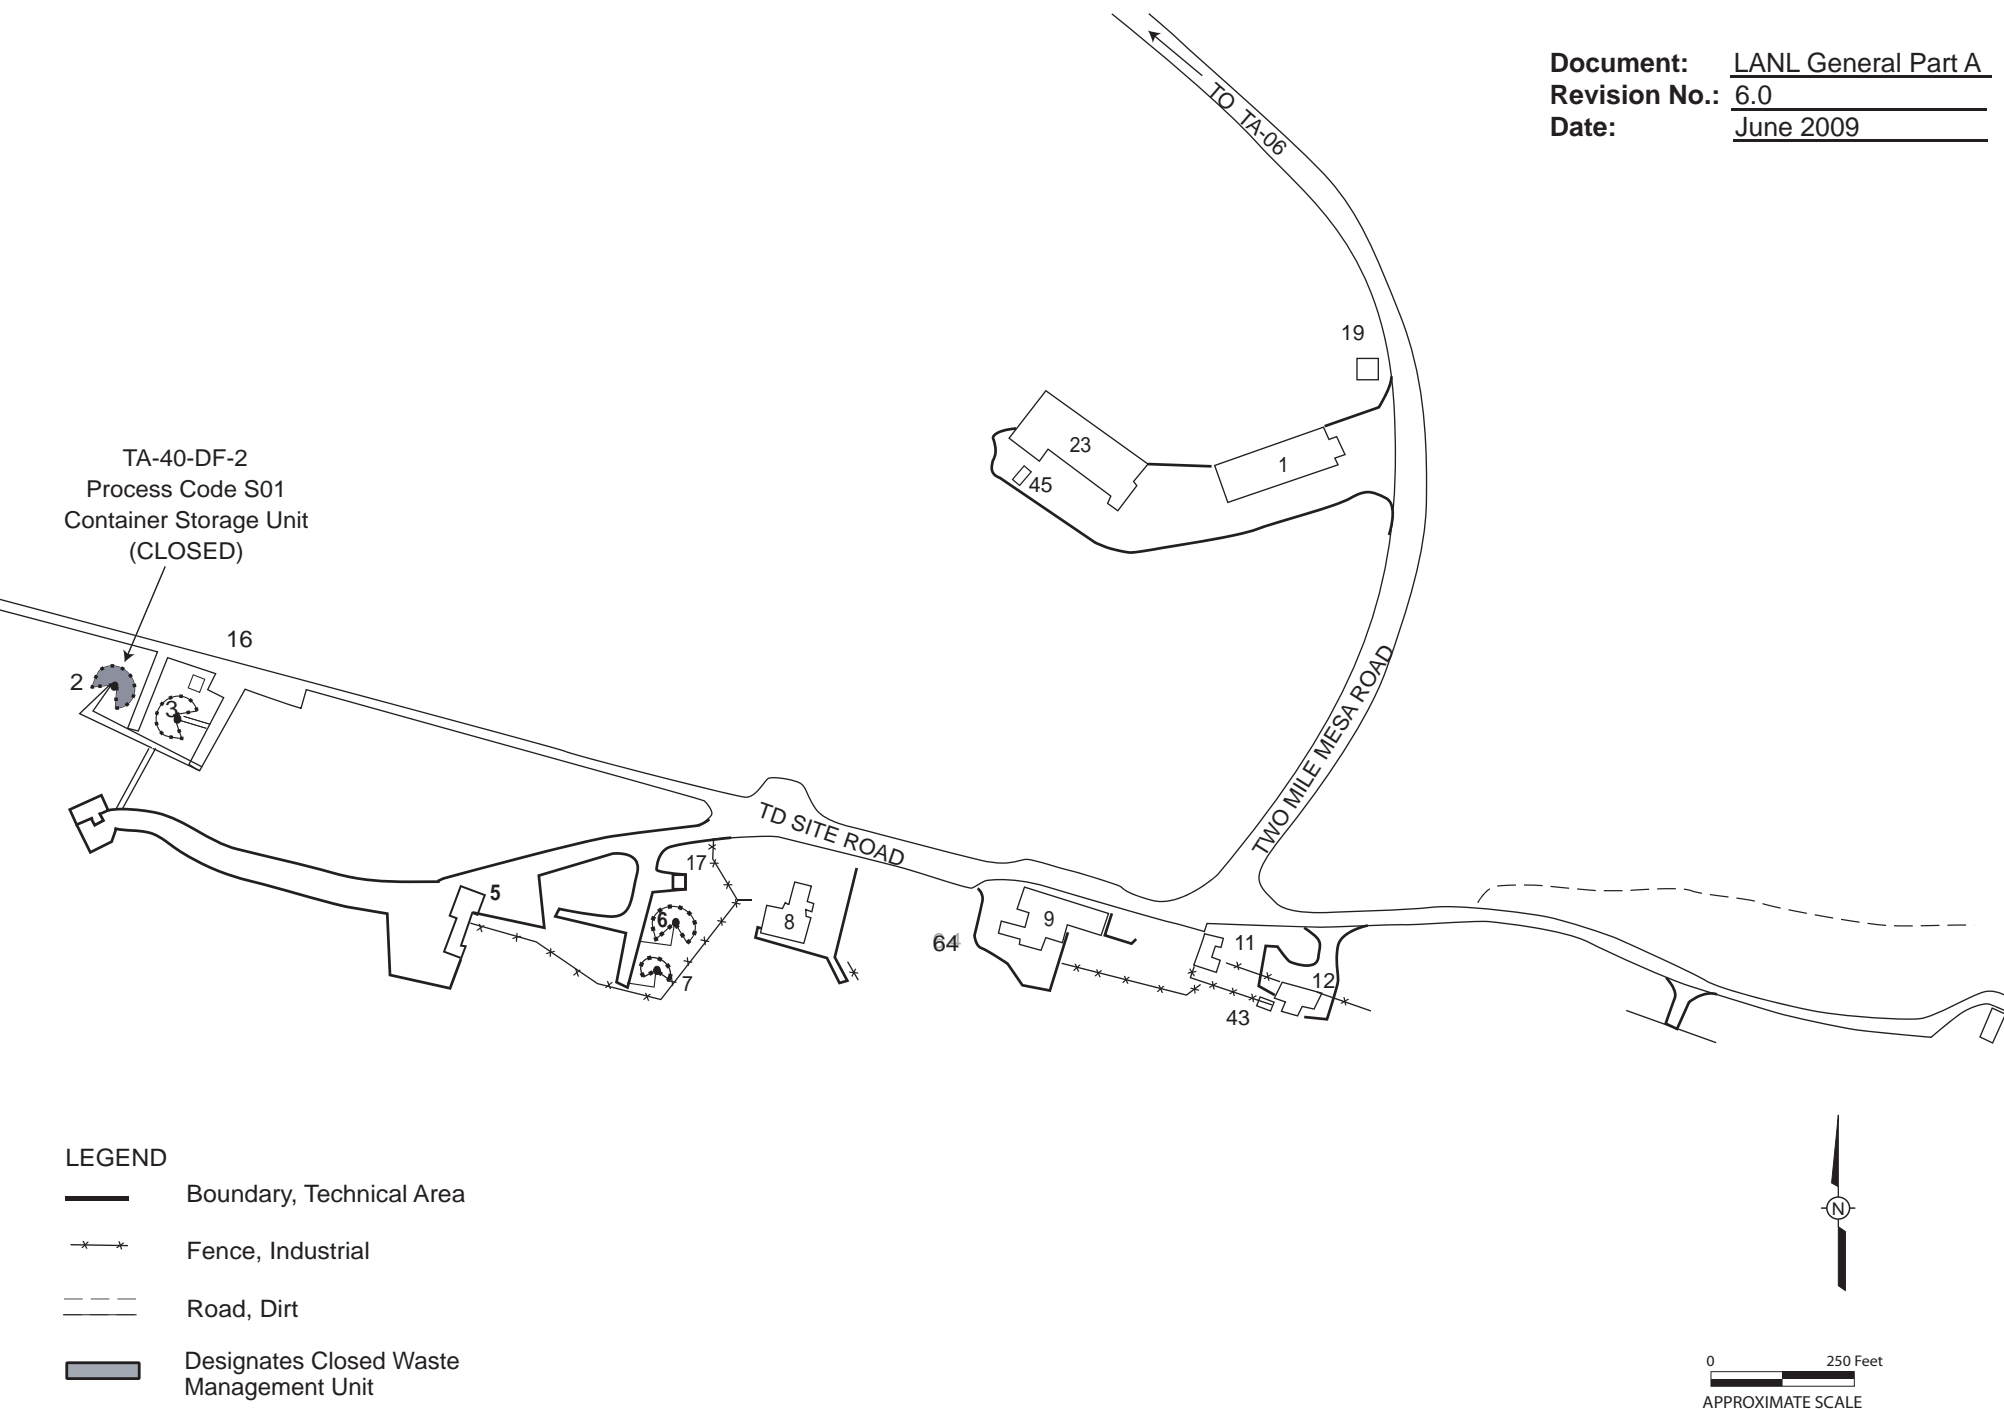 Document: LANL General Part A
Revision No.: 6.0
Date: June 2009
TO TA-06
19
23
1
45
TA-40-DF-2
Process Code S01
Container Storage Unit
(CLOSED)
16
2
3
TWO MILE MESA ROAD
TD SITE ROAD
17
5
6
8
9
64
11
7
12
43
LEGEND
Boundary, Technical Area
Fence, Industrial
Road, Dirt
Designates Closed Waste
Management Unit
N
0 250 Feet
APPROXIMATE SCALE